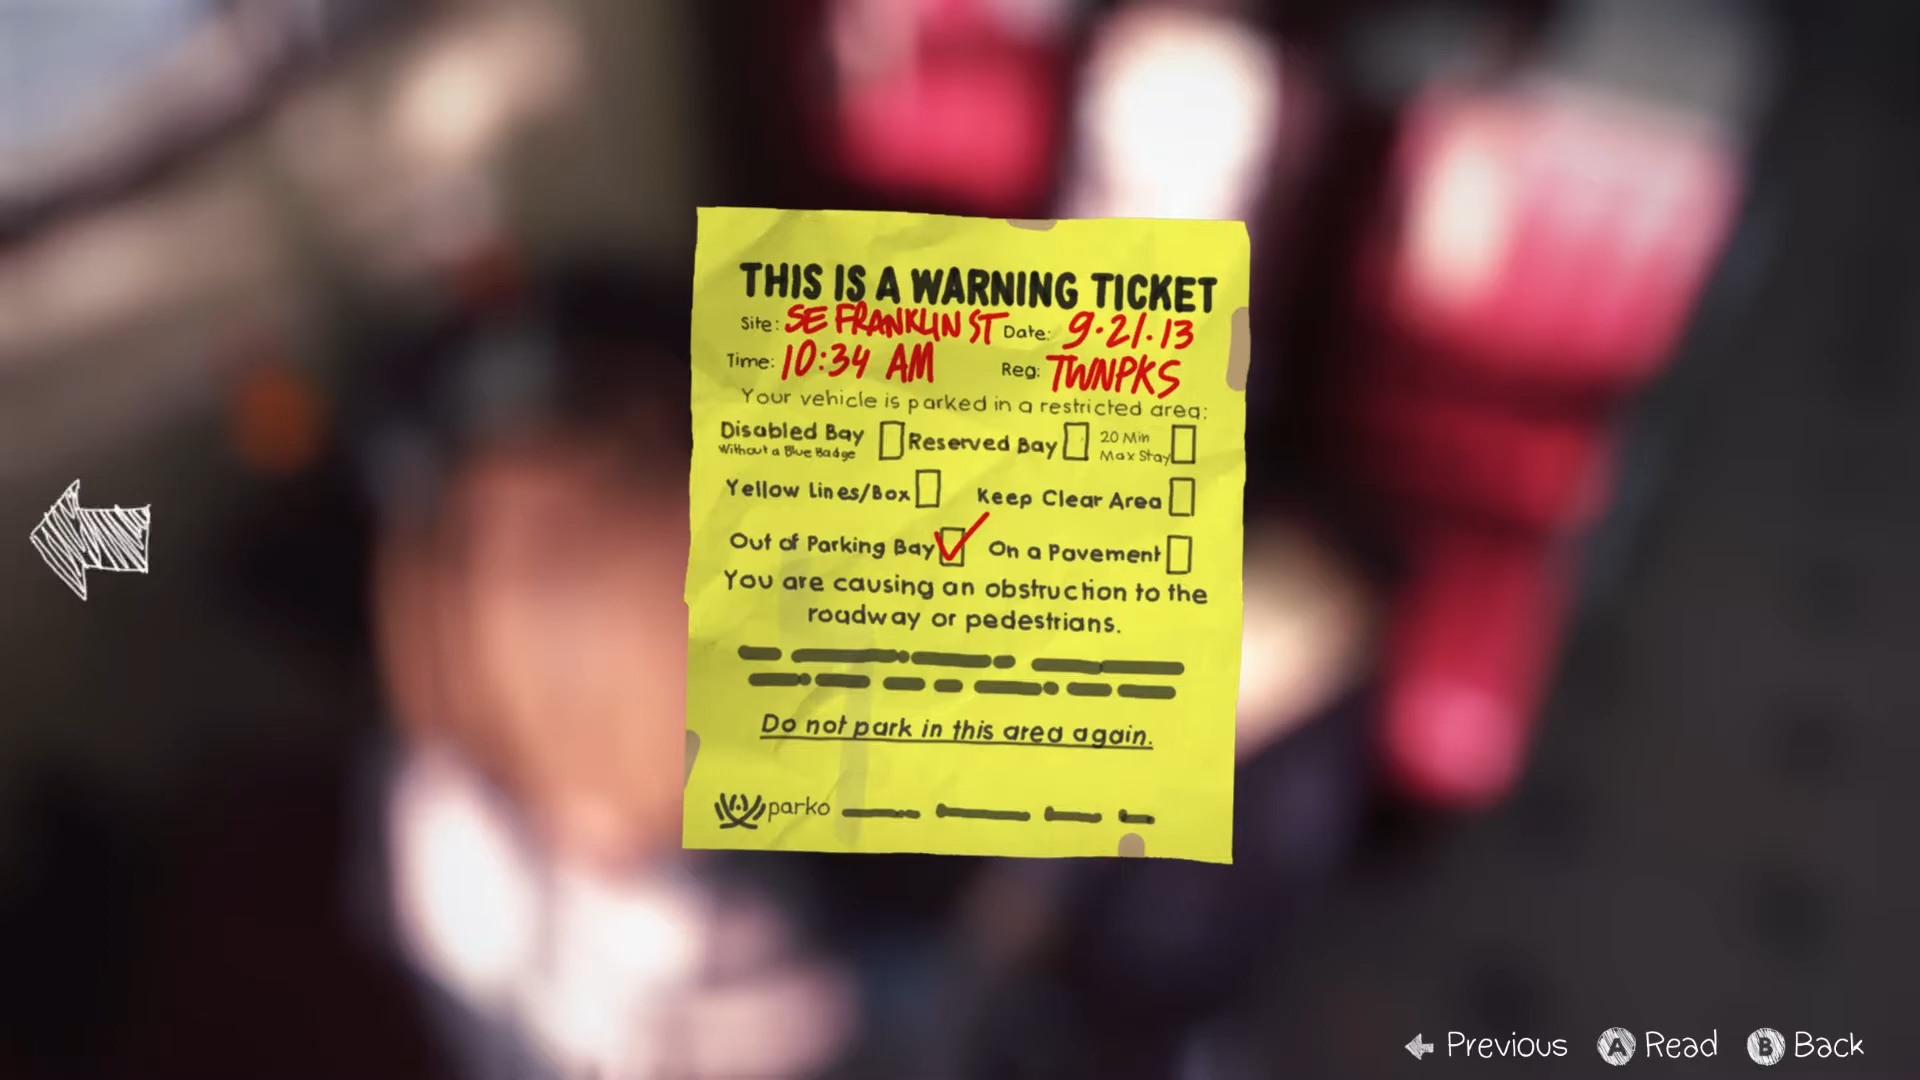 THIS IS A WARNING TICKET
Site: SE FRANKLIN ST Date: 9.21.13
Time: 10:34 AM Reg: TWNPKS
Your vehicle is parked in a restricted area:
Disabled Bay Reserved Bay 20 Min
Without a Blue Badge Max Stay
Yellow Lines/Box Keep Clear Area
Out of Parking Bay On a Pavement
You are causing an obstruction to the
roadway or pedestrians.
Do not park in this area again.
parko
Previous A Read B Back